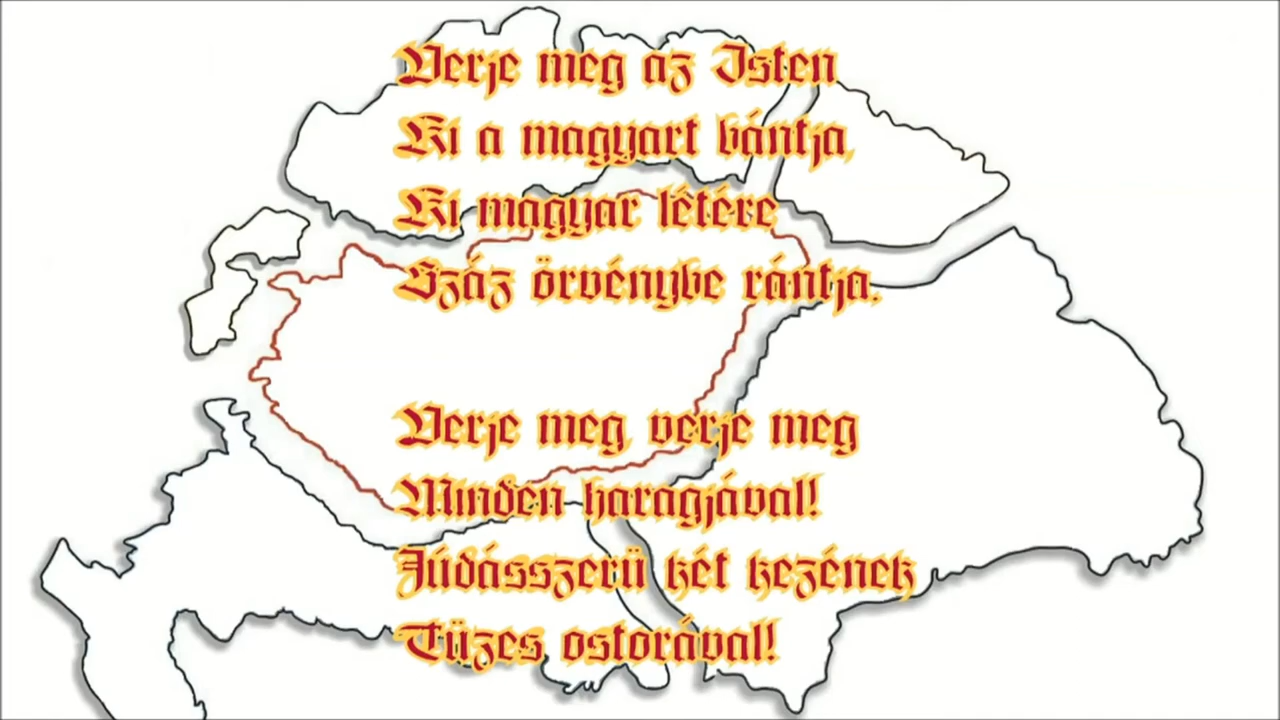 Verje meg az Isten
Ki a magyart bántja,
Ki magyar létére
Száz örvénybe rántja.
Verje meg, verje meg
Minden haragjával!
Júdásszerü két kezének
Tüzes ostorával!